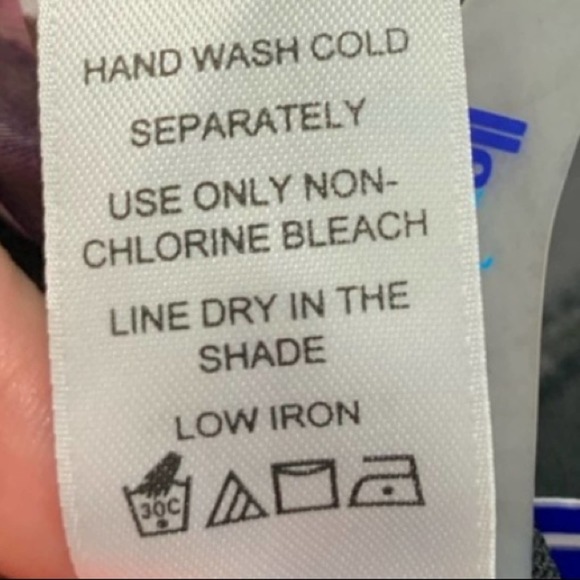 HAND WASH COLD
SEPARATELY
USE ONLY NON-
CHLORINE BLEACH
LINE DRY IN THE
SHADE
LOW IRON
30C